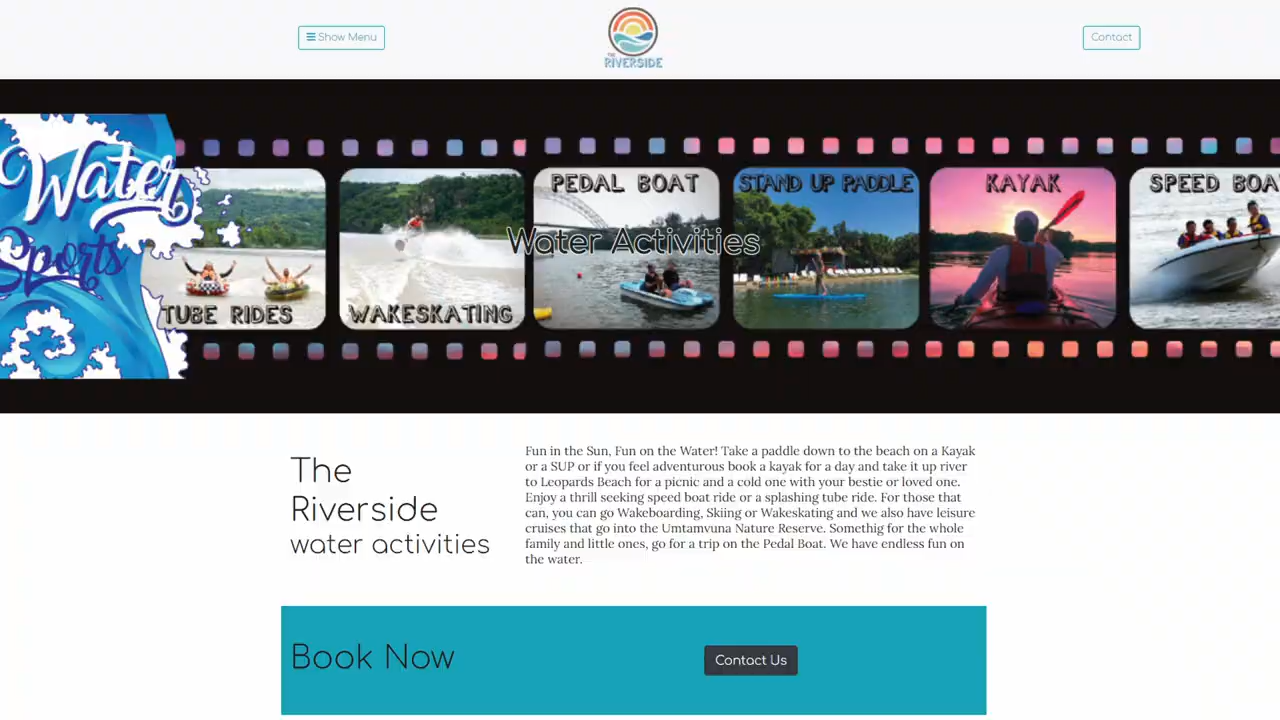 Show Menu
THE
RIVERSIDE
Contact
Water
Sports
TUBE RIDES
WAKESKATING
PEDAL BOAT
STAND UP PADDLE
KAYAK
SPEED BOA
Water Activities
The
Riverside
water activities
Fun in the Sun, Fun on the Water! Take a paddle down to the beach on a Kayak
or a SUP or if you feel adventurous book a kayak for a day and take it up river
to Leopards Beach for a picnic and a cold one with your bestie or loved one.
Enjoy a thrill seeking speed boat ride or a splashing tube ride. For those that
can, you can go Wakeboarding, Skiing or Wakeskating and we also have leisure
cruises that go into the Umtamvuna Nature Reserve. Somethig for the whole
family and little ones, go for a trip on the Pedal Boat. We have endless fun on
the water.
Book Now
Contact Us